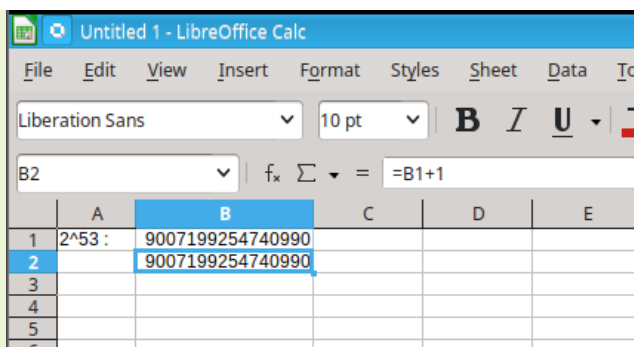 Untitled 1 - LibreOffice Calc
File Edit View Insert Format Styles Sheet Data
Liberation Sans 10 pt B I U
B2 fx Σ = =B1+1
A B C D E
1 2^53 : 9007199254740990
2 9007199254740990
3
4
5